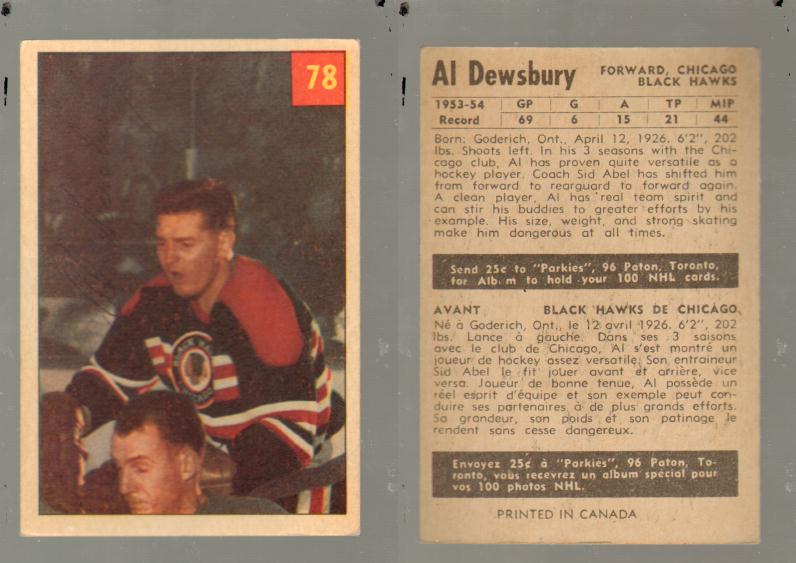 78
Al Dewsbury
FORWARD, CHICAGO
BLACK HAWKS
1953-54 GP G A TP MIP
Record 69 6 15 21 44
Born: Goderich, Ont., April 12, 1926. 6'2", 202
lbs. Shoots left. In his 3 seasons with the Chi-
cago club, Al has proven quite versatile as a
hockey player. Coach Sid Abel has shifted him
from forward to rearguard to forward again.
A clean player, Al has real team spirit and
can stir his buddies to greater efforts by his
example. His size, weight, and strong skating
make him dangerous at all times.
Send 25c to "Parkies", 96 Paton, Toronto,
for Album to hold your 100 NHL cards.
AVANT BLACK HAWKS DE CHICAGO
Né à Goderich, Ont., le 12 avril 1926. 6'2", 202
lbs. Lance à gauche. Dans ses 3 saisons
avec le club de Chicago, Al s'est montré un
joueur de hockey assez versatile. Son entraineur
Sid Abel le fit jouer avant et arrière, vice
versa. Joueur de bonne tenue, Al possède un
réel esprit d'équipe et son exemple peut con-
duire ses partenaires à de plus grands efforts.
Sa grandeur, son poids et son patinage le
rendent sans cesse dangereux.
Envoyez 25c à "Parkies", 96 Paton, To-
ronto, vous recevrez un album spécial pour
vos 100 photos NHL.
PRINTED IN CANADA